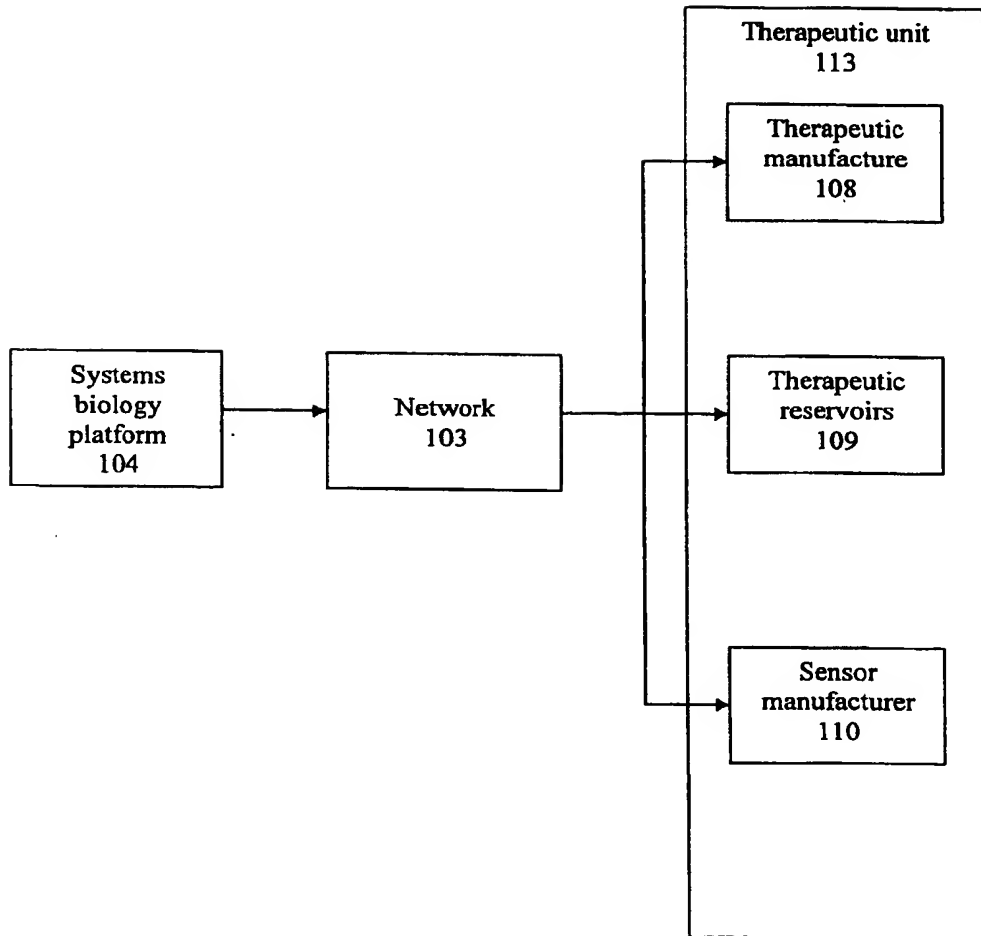 Therapeutic unit
113
Therapeutic
manufacture
108
Systems
biology
platform
104
Network
103
Therapeutic
reservoirs
109
Sensor
manufacturer
110